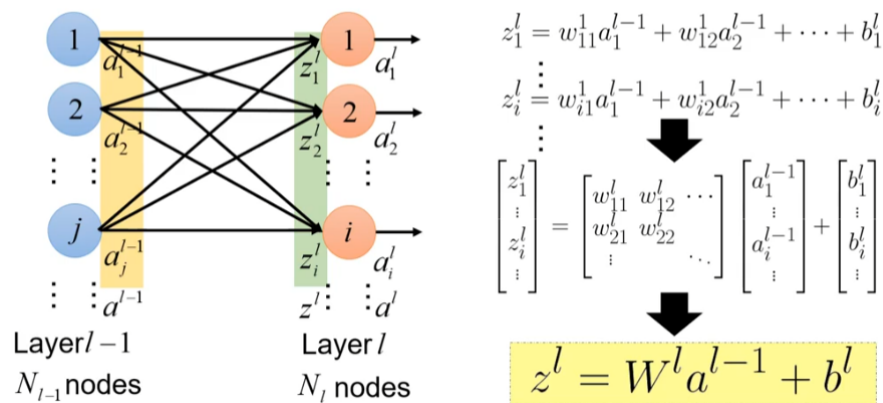 1 1
a_1^{l-1} z_1^l a_1^l
2 2
a_2^{l-1} z_2^l a_2^l
⋮ ⋮ ⋮ ⋮
j i
a_j^{l-1} z_i^l a_i^l
⋮ ⋮ ⋮ ⋮
a^{l-1} z^l a^l
Layer l−1 Layer l
N_{l-1} nodes N_l nodes
z_1^l = w_{11}^1 a_1^{l-1} + w_{12}^1 a_2^{l-1} + ⋯ + b_1^l
⋮
z_i^l = w_{i1}^1 a_1^{l-1} + w_{i2}^1 a_2^{l-1} + ⋯ + b_i^l
⋮
[z_1^l ⋮ z_i^l ⋮] = [w_{11}^l w_{12}^l ⋯ w_{21}^l w_{22}^l ⋮ ⋱] [a_1^{l-1} ⋮ a_i^{l-1} ⋮] + [b_1^l ⋮ b_i^l ⋮]
z^l = W^l a^{l-1} + b^l